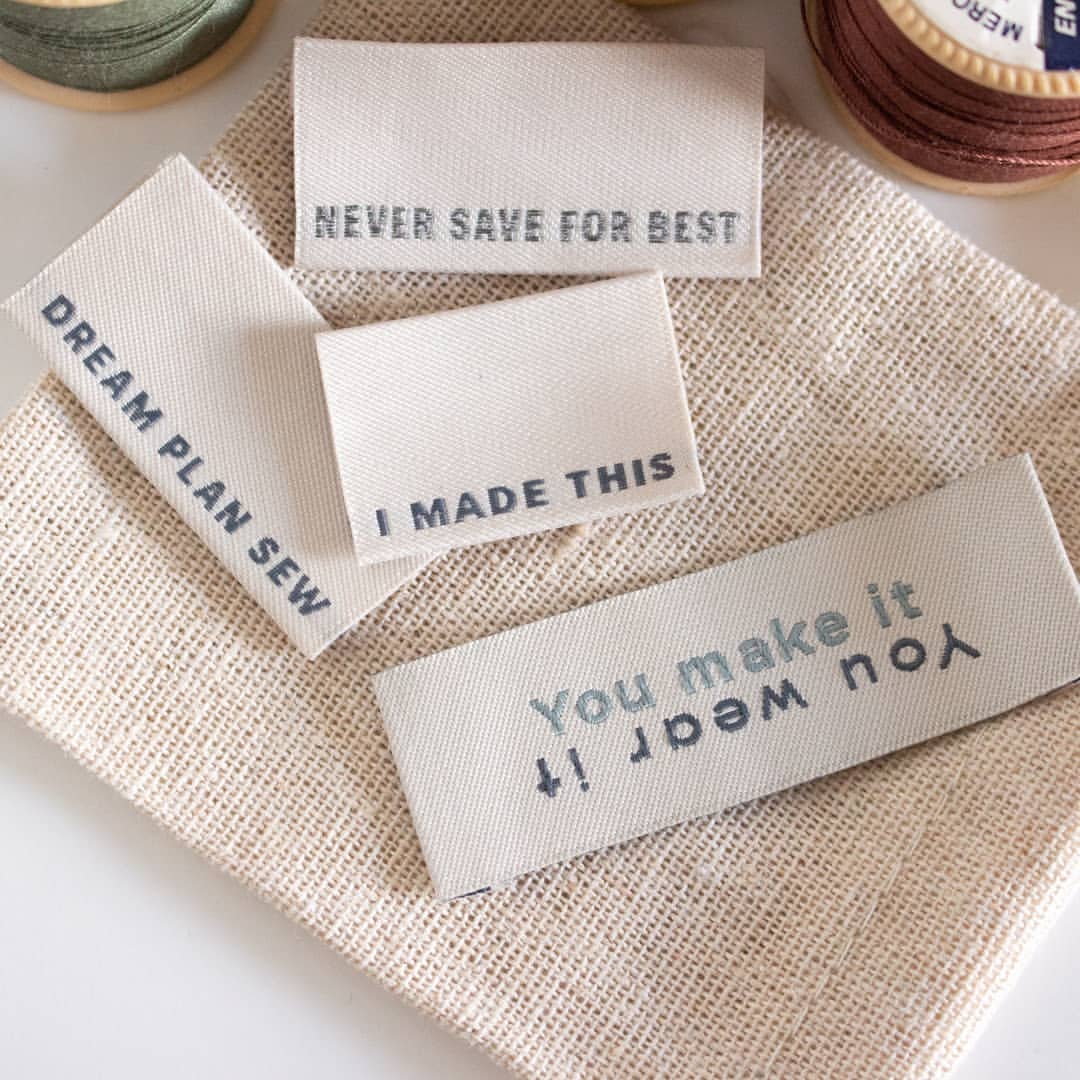 NEVER SAVE FOR BEST
DREAM PLAN SEW
I MADE THIS
You make it
You wear it